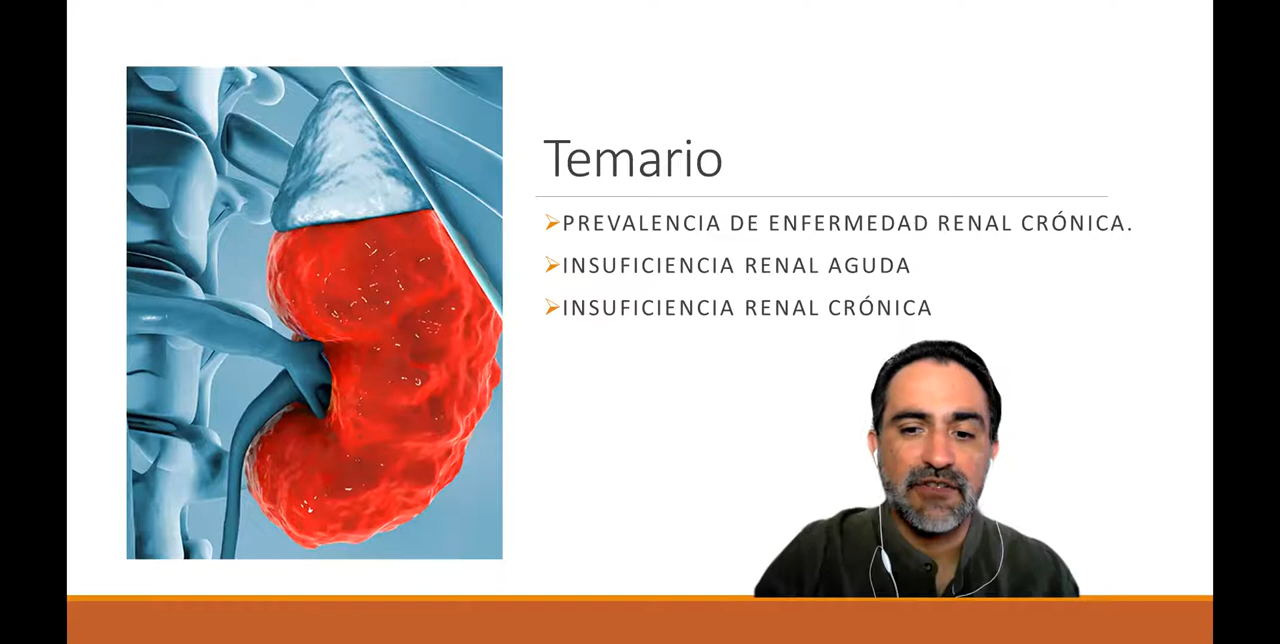 Temario
PREVALENCIA DE ENFERMEDAD RENAL CRÓNICA.
INSUFICIENCIA RENAL AGUDA
INSUFICIENCIA RENAL CRÓNICA